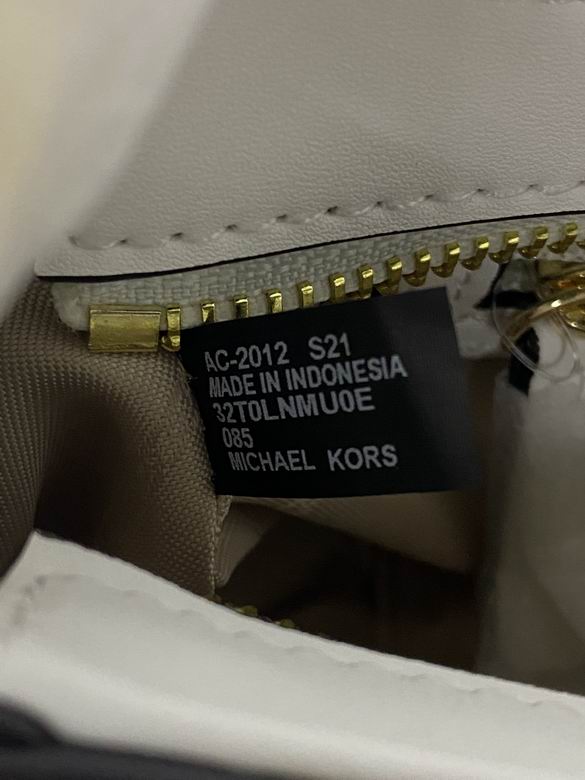 AC-2012 S21
MADE IN INDONESIA
32T0LNMU0E
085
MICHAEL KORS